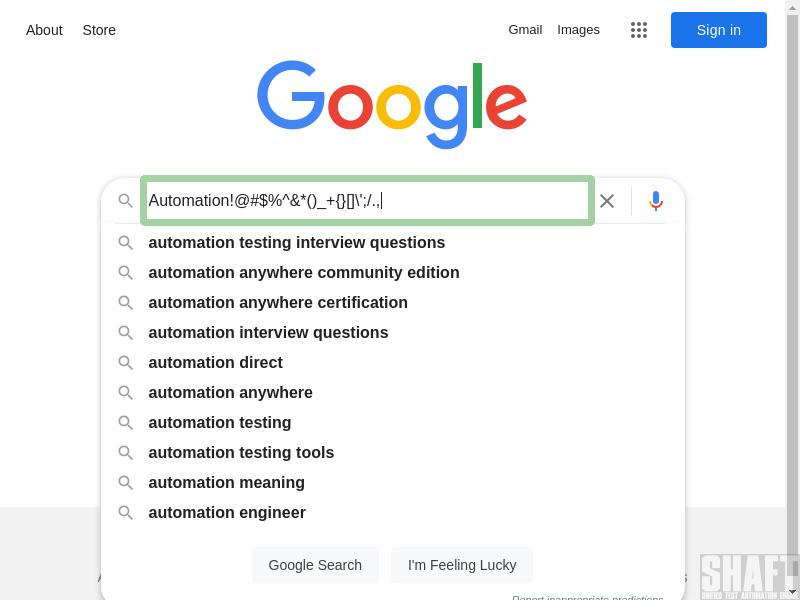 About Store Gmail Images Sign in
Google
Automation!@#$%^&*()_+{}[]\';/.,
automation testing interview questions
automation anywhere community edition
automation anywhere certification
automation interview questions
automation direct
automation anywhere
automation testing
automation testing tools
automation meaning
automation engineer
Google Search I'm Feeling Lucky
Report inappropriate predictions
SHAFT